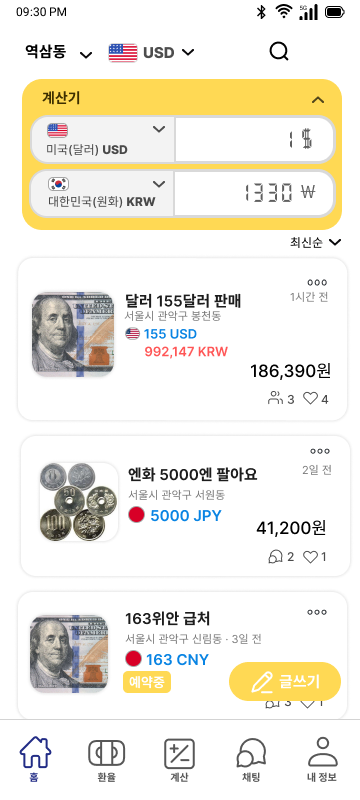 09:30 PM
5G
역삼동 USD
계산기
1 $
미국(달러) USD
1330 ₩
대한민국(원화) KRW
최신순
달러 155달러 판매
1시간 전
서울시 관악구 봉천동
155 USD
992,147 KRW
186,390원
3 4
엔화 5000엔 팔아요
2일 전
서울시 관악구 서원동
5000 JPY
41,200원
2 1
163위안 급처
서울시 관악구 신림동 · 3일 전
163 CNY
예약중
글쓰기
3 1
홈 환율 계산 채팅 내 정보